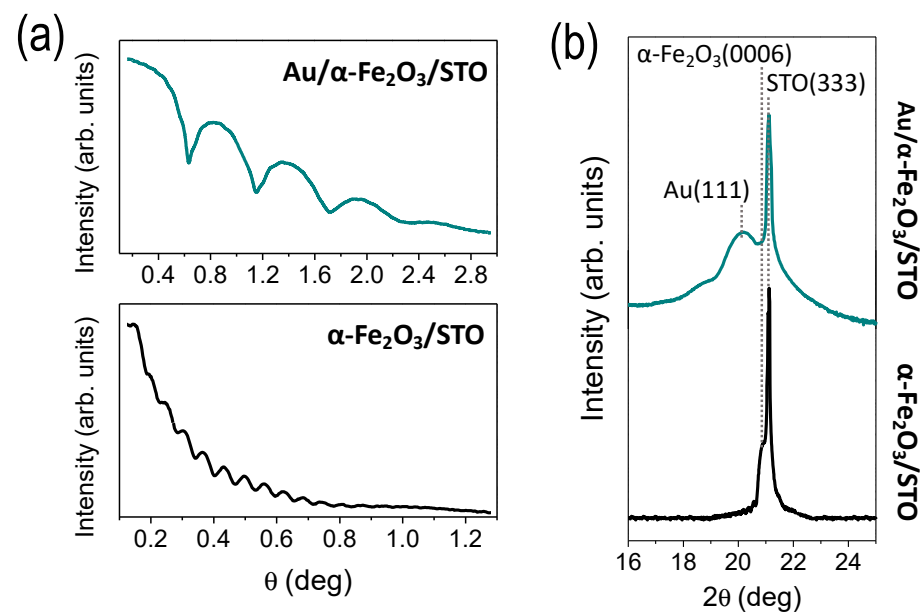 (a)
Au/α-Fe₂O₃/STO
Intensity (arb. units)
0.4 0.8 1.2 1.6 2.0 2.4 2.8
α-Fe₂O₃/STO
Intensity (arb. units)
0.2 0.4 0.6 0.8 1.0 1.2
θ (deg)
(b)
α-Fe₂O₃(0006)
STO(333)
Au(111)
Intensity (arb. units)
Au/α-Fe₂O₃/STO
α-Fe₂O₃/STO
16 18 20 22 24
2θ (deg)